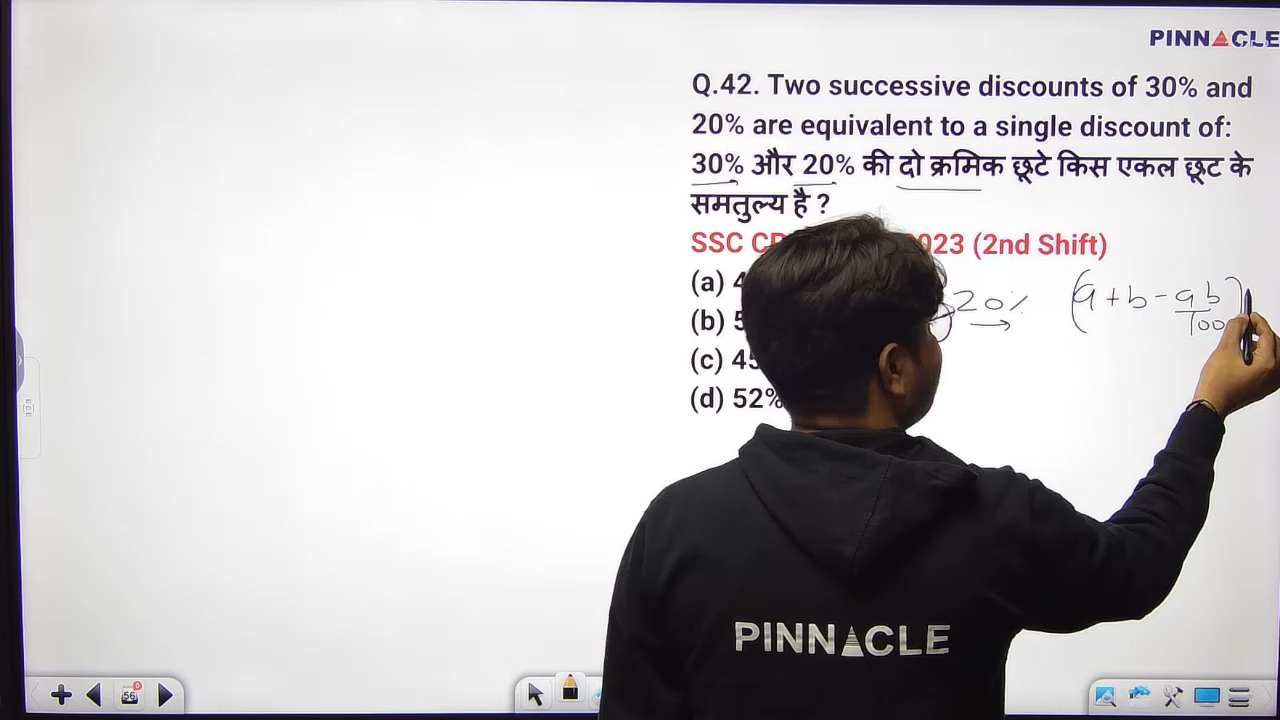 PINNACLE
Q.42. Two successive discounts of 30% and
20% are equivalent to a single discount of:
30% और 20% की दो क्रमिक छूटे किस एकल छूट के
समतुल्य है ?
SSC 023 (2nd Shift)
(a) 4
(b) 5
(c) 45
(d) 52%
20% (a + b - ab/100)
PINNACLE
56